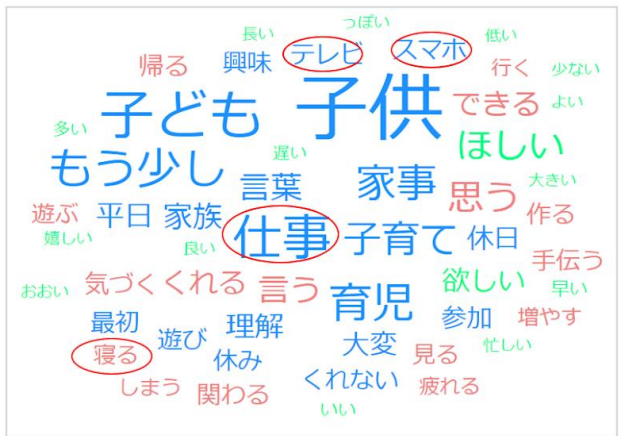 長い っぽい 低い
帰る 興味 テレビ スマホ 行く 少ない
子ども 子供 できる よい
多い 遅い ほしい
もう少し 言葉 家事 思う 大きい
遊ぶ 平日 家族 仕事 子育て 休日 作る
嬉しい 良い 手伝う
おおい 気づく くれる 言う 育児 欲しい 早い
最初 遊び 理解 大変 参加 増やす
寝る 休み 見る 忙しい
しまう 関わる くれない 疲れる
いい